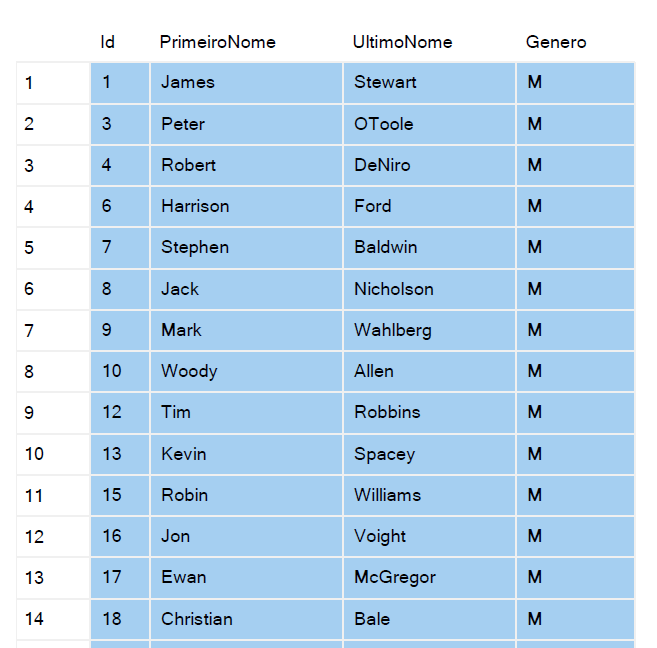 Id PrimeiroNome UltimoNome Genero
1 1 James Stewart M
2 3 Peter OToole M
3 4 Robert DeNiro M
4 6 Harrison Ford M
5 7 Stephen Baldwin M
6 8 Jack Nicholson M
7 9 Mark Wahlberg M
8 10 Woody Allen M
9 12 Tim Robbins M
10 13 Kevin Spacey M
11 15 Robin Williams M
12 16 Jon Voight M
13 17 Ewan McGregor M
14 18 Christian Bale M